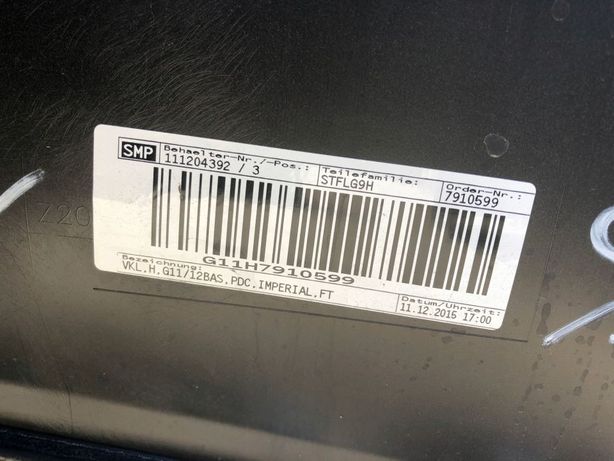 SMP
Behaelter-Nr./-Pos.:
111204392 / 3
Teilefamilie:
STFLG9H
Order-Nr.:
7910599
G11H7910599
Bezeichnung:
VKL.H.G11/12BAS.PDC.IMPERIAL.FT
Datum/Uhrzeit:
11.12.2015 17:00